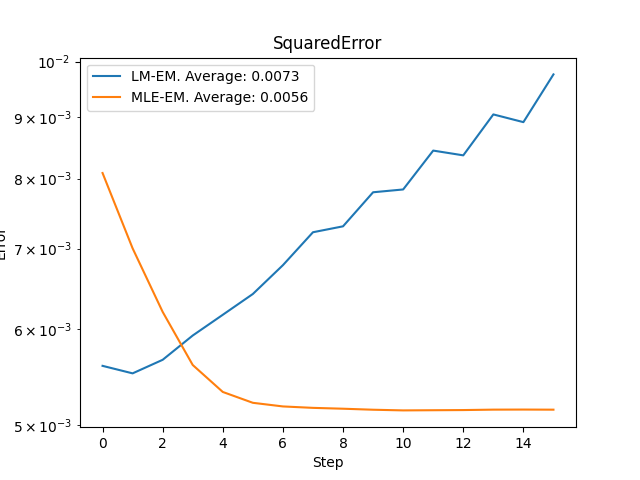 SquaredError
LM-EM. Average: 0.0073
MLE-EM. Average: 0.0056
10⁻²
9 × 10⁻³
8 × 10⁻³
7 × 10⁻³
6 × 10⁻³
5 × 10⁻³
Error
0 2 4 6 8 10 12 14
Step